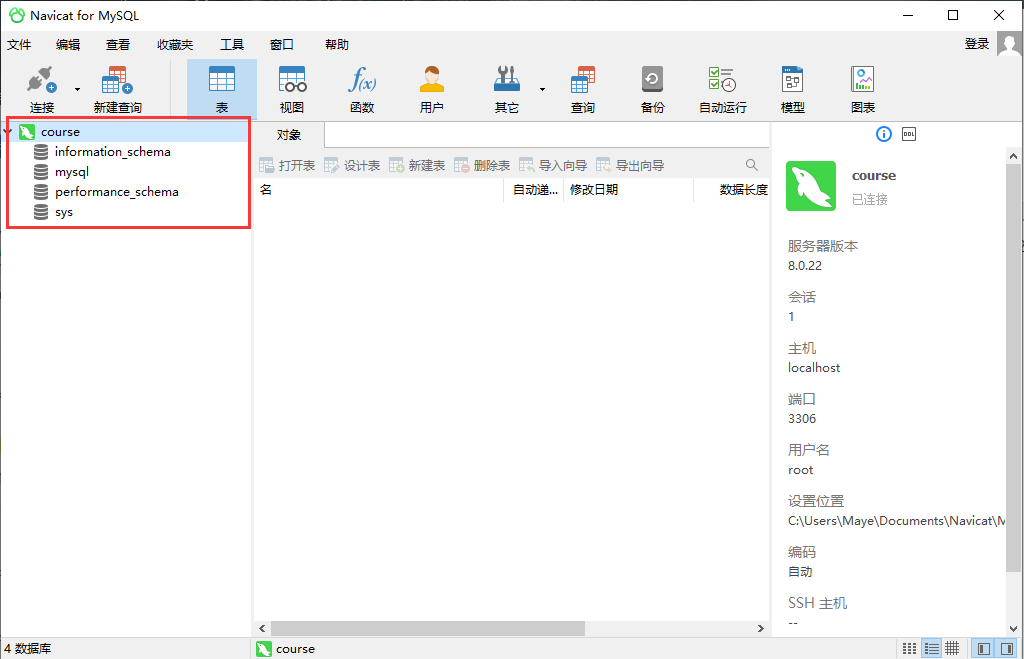 Navicat for MySQL
文件 编辑 查看 收藏夹 工具 窗口 帮助 登录
连接 新建查询 表 视图 函数 用户 其它 查询 备份 自动运行 模型 图表
f(x)
course
information_schema
mysql
performance_schema
sys
对象
打开表 设计表 新建表 删除表 导入向导 导出向导
名 自动递... 修改日期 数据长度
DDL
course
已连接
服务器版本
8.0.22
会话
1
主机
localhost
端口
3306
用户名
root
设置位置
C:\Users\Maye\Documents\Navicat\M
编码
自动
SSH 主机
--
4 数据库 course